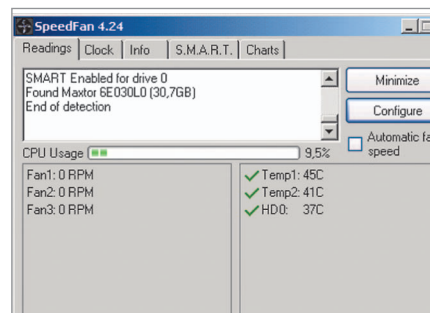 SpeedFan 4.24
Readings Clock Info S.M.A.R.T. Charts
SMART Enabled for drive 0
Found Maxtor 6E030L0 (30,7GB)
End of detection
Minimize
Configure
Automatic fa
speed
CPU Usage 9,5%
Fan1: 0 RPM
Fan2: 0 RPM
Fan3: 0 RPM
Temp1: 45C
Temp2: 41C
HD0: 37C